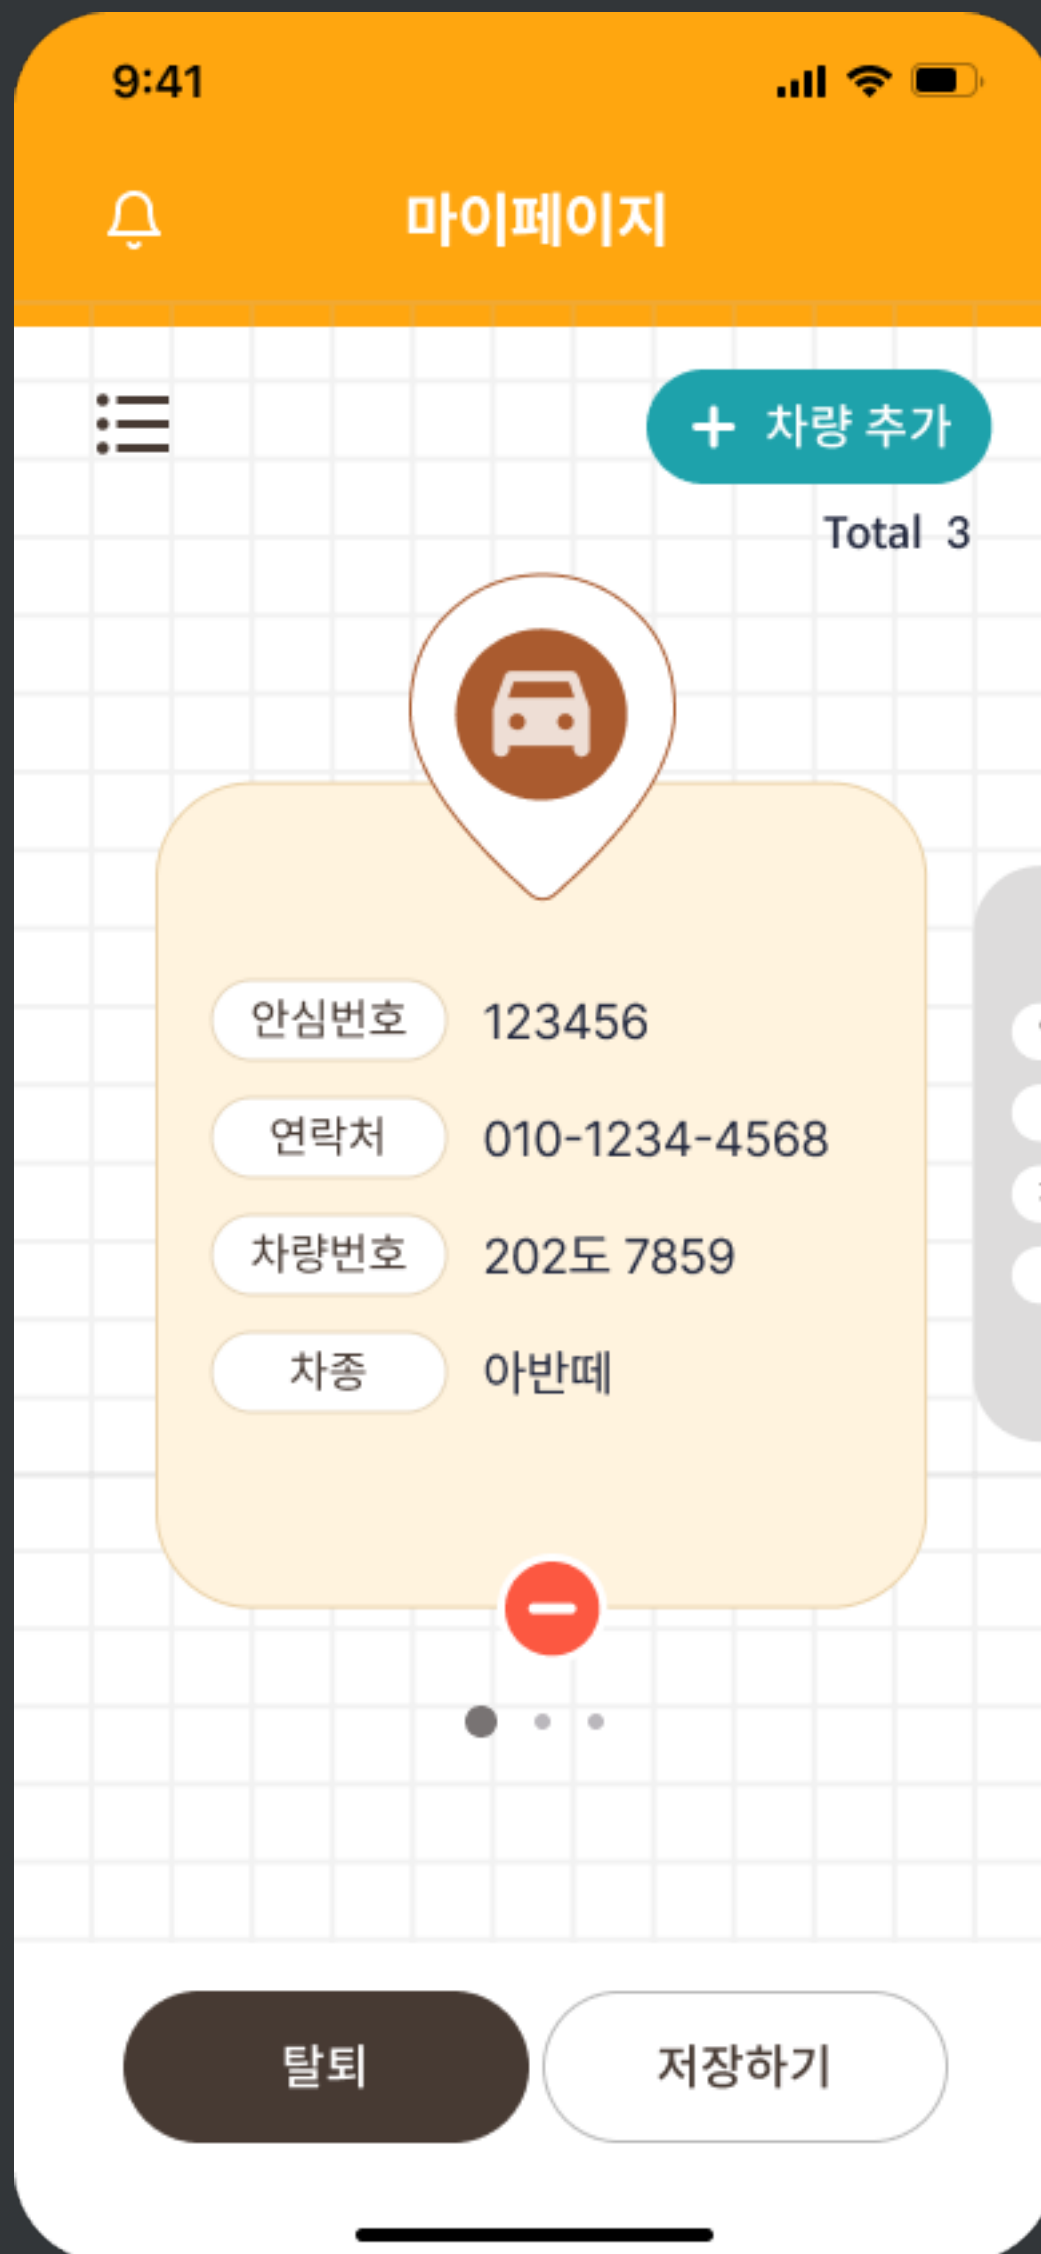 9:41
마이페이지
차량 추가
Total 3
안심번호 123456
연락처 010-1234-4568
차량번호 202도 7859
차종 아반떼
탈퇴 저장하기